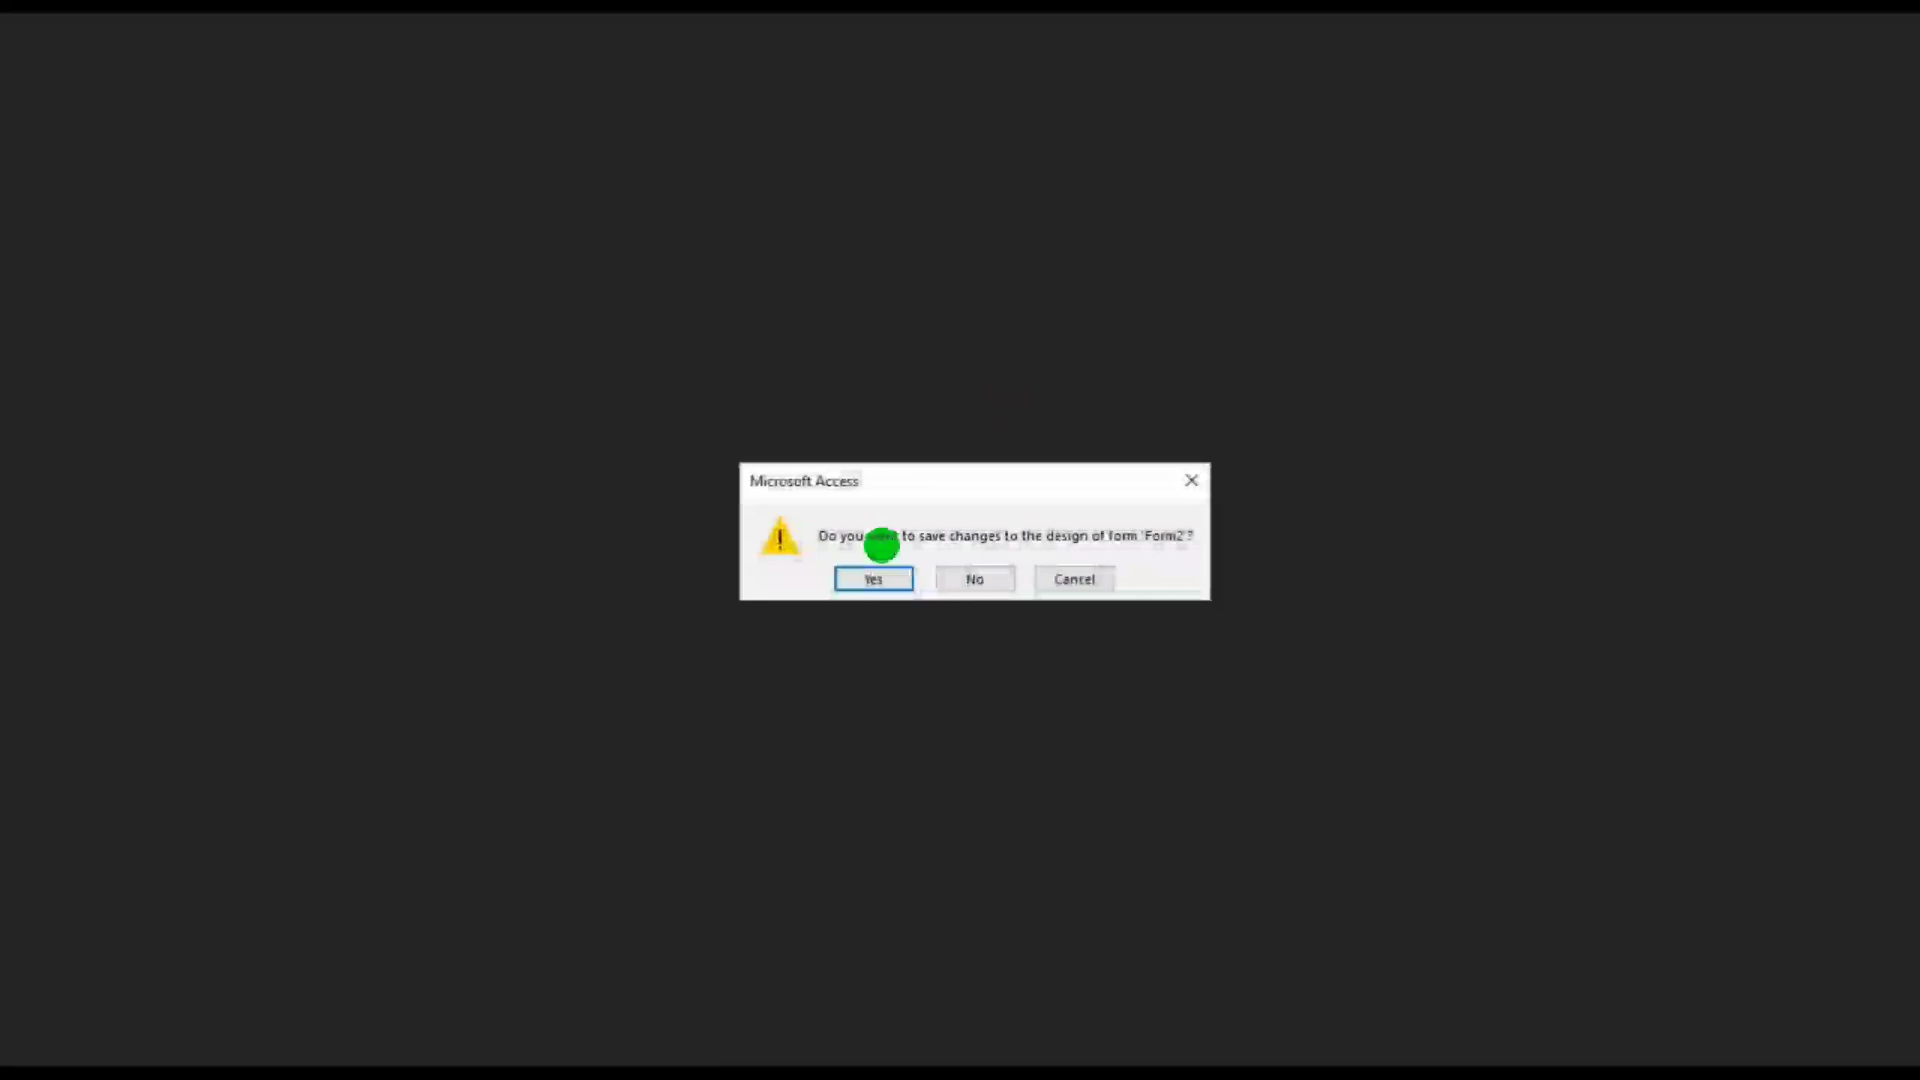 Microsoft Access
Do you to save changes to the design of form 'Form2'?
Yes
No
Cancel